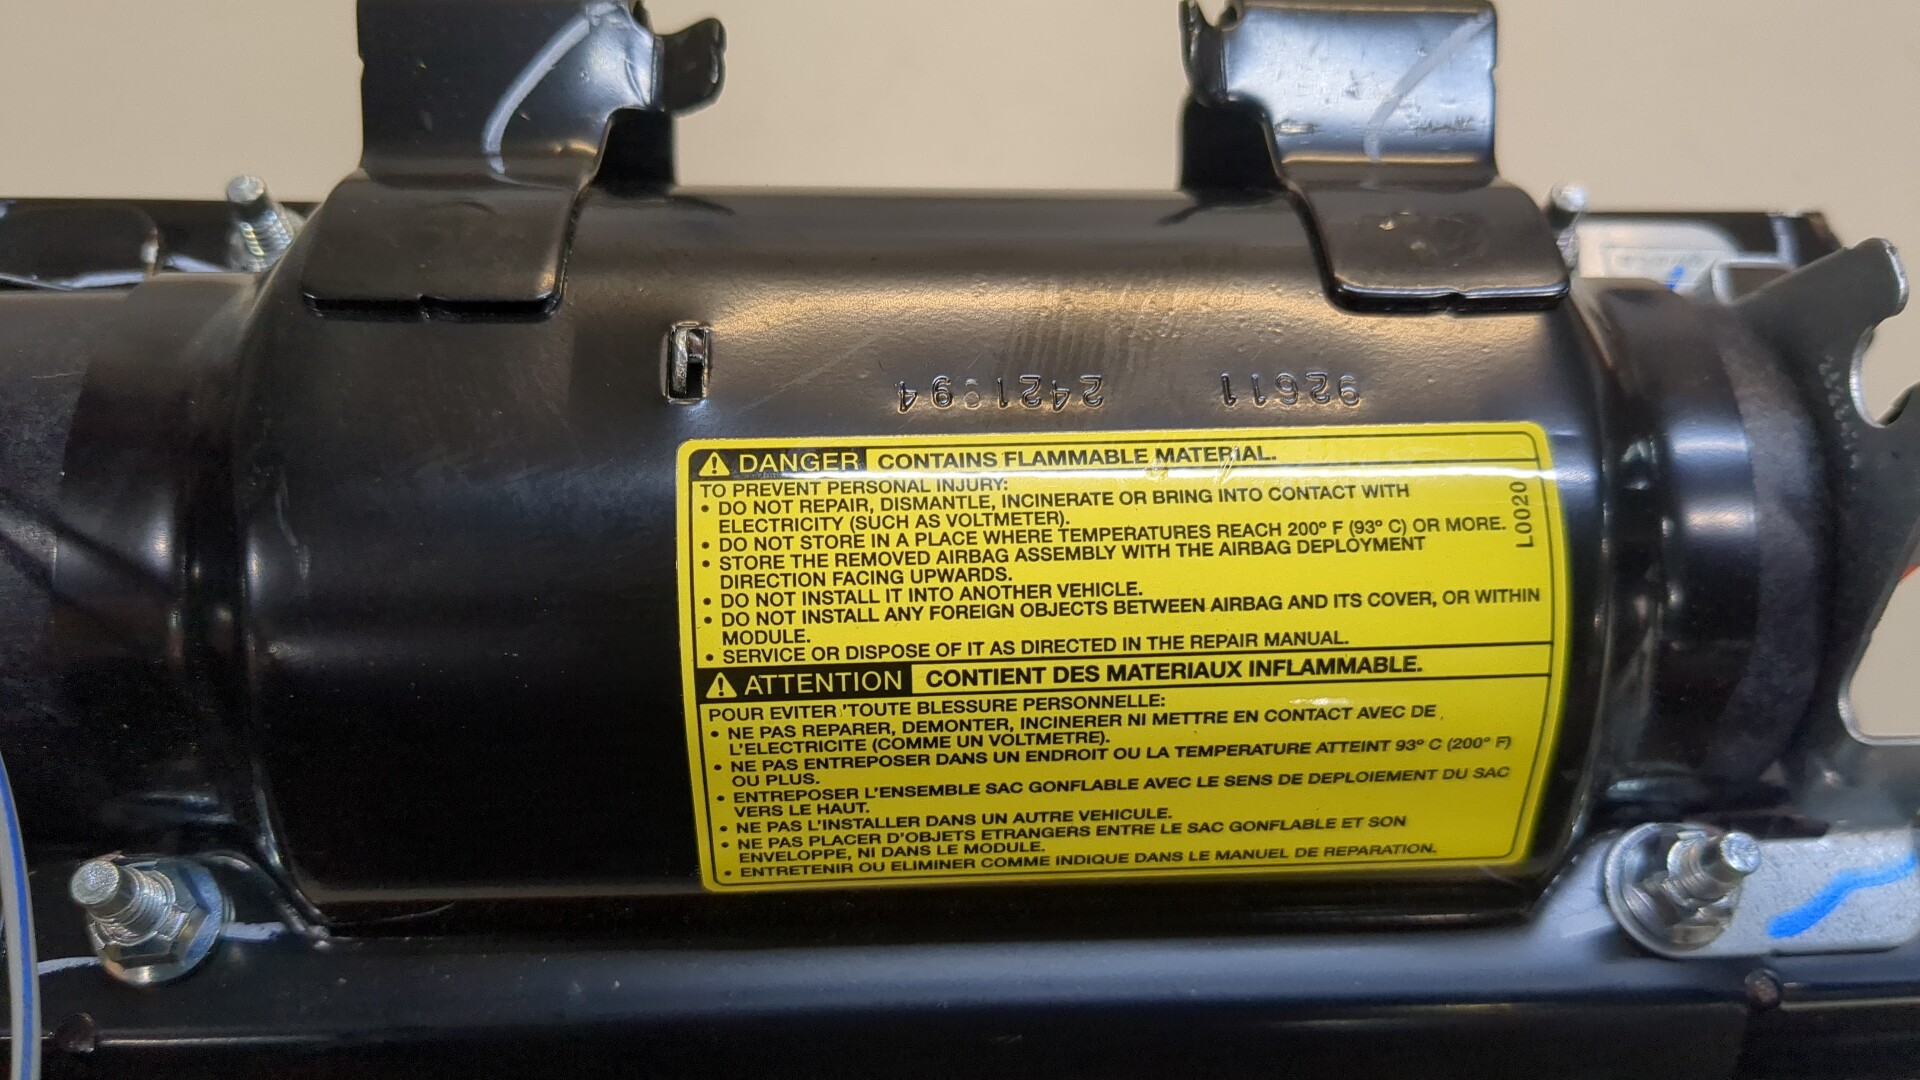 2421994 92611
DANGER CONTAINS FLAMMABLE MATERIAL.
TO PREVENT PERSONAL INJURY:
• DO NOT REPAIR, DISMANTLE, INCINERATE OR BRING INTO CONTACT WITH
ELECTRICITY (SUCH AS VOLTMETER).
• DO NOT STORE IN A PLACE WHERE TEMPERATURES REACH 200° F (93° C) OR MORE.
• STORE THE REMOVED AIRBAG ASSEMBLY WITH THE AIRBAG DEPLOYMENT
DIRECTION FACING UPWARDS.
• DO NOT INSTALL IT INTO ANOTHER VEHICLE.
• DO NOT INSTALL ANY FOREIGN OBJECTS BETWEEN AIRBAG AND ITS COVER, OR WITHIN
MODULE.
• SERVICE OR DISPOSE OF IT AS DIRECTED IN THE REPAIR MANUAL.
L0020
ATTENTION CONTIENT DES MATERIAUX INFLAMMABLE.
POUR EVITER 'TOUTE BLESSURE PERSONNELLE:
• NE PAS REPARER, DEMONTER, INCINERER NI METTRE EN CONTACT AVEC DE
L'ELECTRICITE (COMME UN VOLTMETRE).
• NE PAS ENTREPOSER DANS UN ENDROIT OU LA TEMPERATURE ATTEINT 93° C (200° F)
OU PLUS.
• ENTREPOSER L'ENSEMBLE SAC GONFLABLE AVEC LE SENS DE DEPLOIEMENT DU SAC
VERS LE HAUT.
• NE PAS L'INSTALLER DANS UN AUTRE VEHICULE.
• NE PAS PLACER D'OBJETS ETRANGERS ENTRE LE SAC GONFLABLE ET SON
ENVELOPPE, NI DANS LE MODULE.
• ENTRETENIR OU ELIMINER COMME INDIQUE DANS LE MANUEL DE REPARATION.